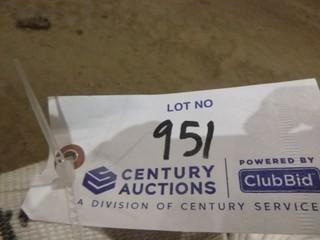 LOT NO
951
CENTURY AUCTIONS
POWERED BY
ClubBid
A DIVISION OF CENTURY SERVICE